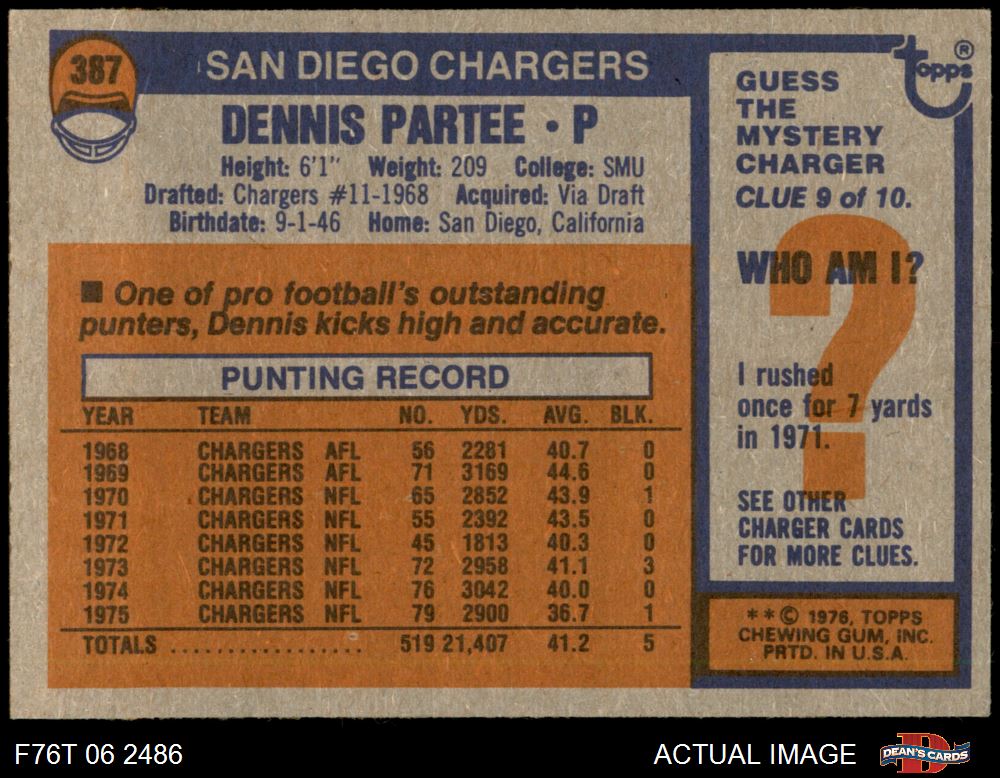 387
SAN DIEGO CHARGERS
DENNIS PARTEE • P
Height: 6'1" Weight: 209 College: SMU
Drafted: Chargers #11-1968 Acquired: Via Draft
Birthdate: 9-1-46 Home: San Diego, California
■ One of pro football's outstanding
punters, Dennis kicks high and accurate.
PUNTING RECORD
YEAR TEAM NO. YDS. AVG. BLK.
1968 CHARGERS AFL 56 2281 40.7 0
1969 CHARGERS AFL 71 3169 44.6 0
1970 CHARGERS NFL 65 2852 43.9 1
1971 CHARGERS NFL 55 2392 43.5 0
1972 CHARGERS NFL 45 1813 40.3 0
1973 CHARGERS NFL 72 2958 41.1 3
1974 CHARGERS NFL 76 3042 40.0 0
1975 CHARGERS NFL 79 2900 36.7 1
TOTALS ................. 519 21,407 41.2 5
topps ®
GUESS
THE
MYSTERY
CHARGER
CLUE 9 of 10.
?
WHO AM I?
I rushed
once for 7 yards
in 1971.
SEE OTHER
CHARGER CARDS
FOR MORE CLUES.
**© 1976, TOPPS
CHEWING GUM, INC.
PRTD. IN U.S.A.
F76T 06 2486
ACTUAL IMAGE
D
DEAN'S CARDS